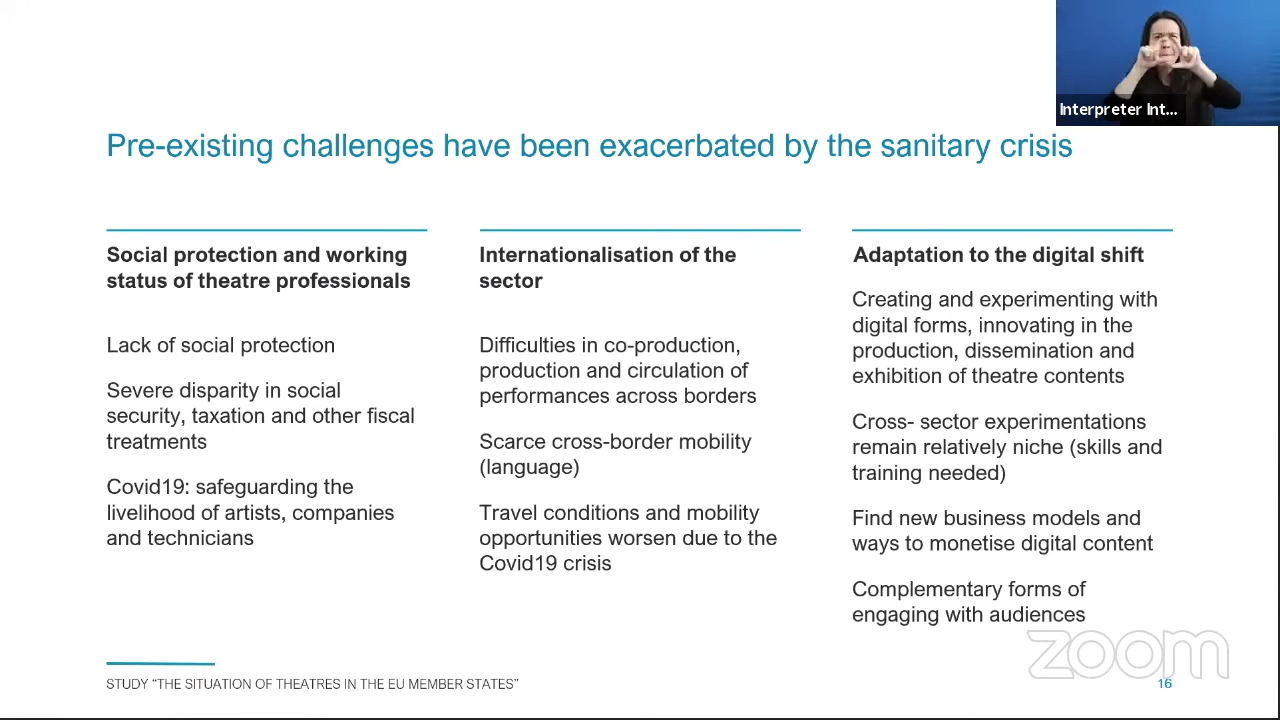 Interpreter Int...
Pre-existing challenges have been exacerbated by the sanitary crisis
Social protection and working
status of theatre professionals
Lack of social protection
Severe disparity in social
security, taxation and other fiscal
treatments
Covid19: safeguarding the
livelihood of artists, companies
and technicians
Internationalisation of the
sector
Difficulties in co-production,
production and circulation of
performances across borders
Scarce cross-border mobility
(language)
Travel conditions and mobility
opportunities worsen due to the
Covid19 crisis
Adaptation to the digital shift
Creating and experimenting with
digital forms, innovating in the
production, dissemination and
exhibition of theatre contents
Cross- sector experimentations
remain relatively niche (skills and
training needed)
Find new business models and
ways to monetise digital content
Complementary forms of
engaging with audiences
zoom
STUDY “THE SITUATION OF THEATRES IN THE EU MEMBER STATES”
16